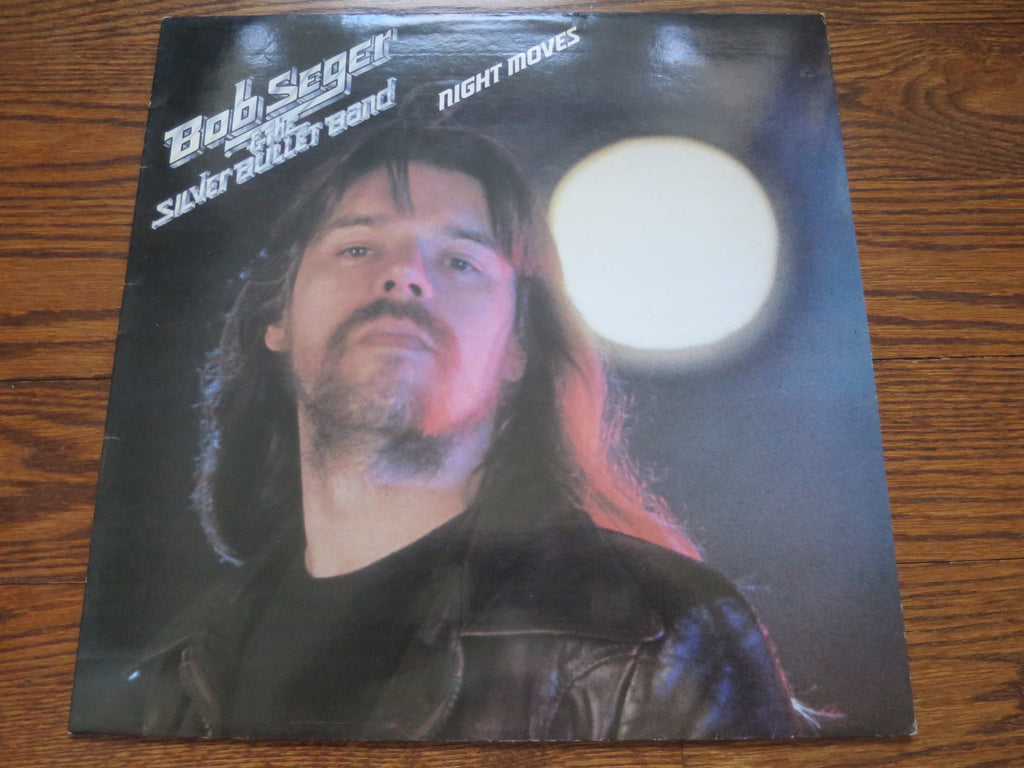 Bob Seger
& THE
SILVER BULLET Band
NIGHT MOVES